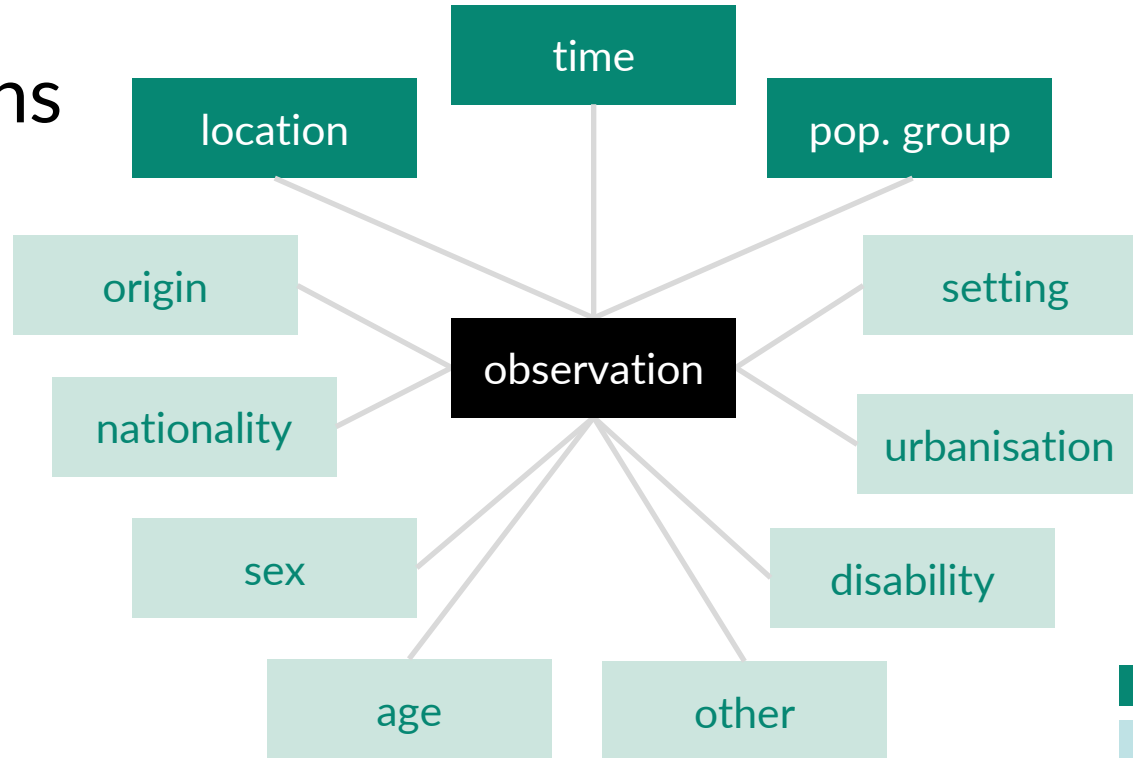 ns
time
location
pop. group
origin
setting
observation
nationality
urbanisation
sex
disability
age
other